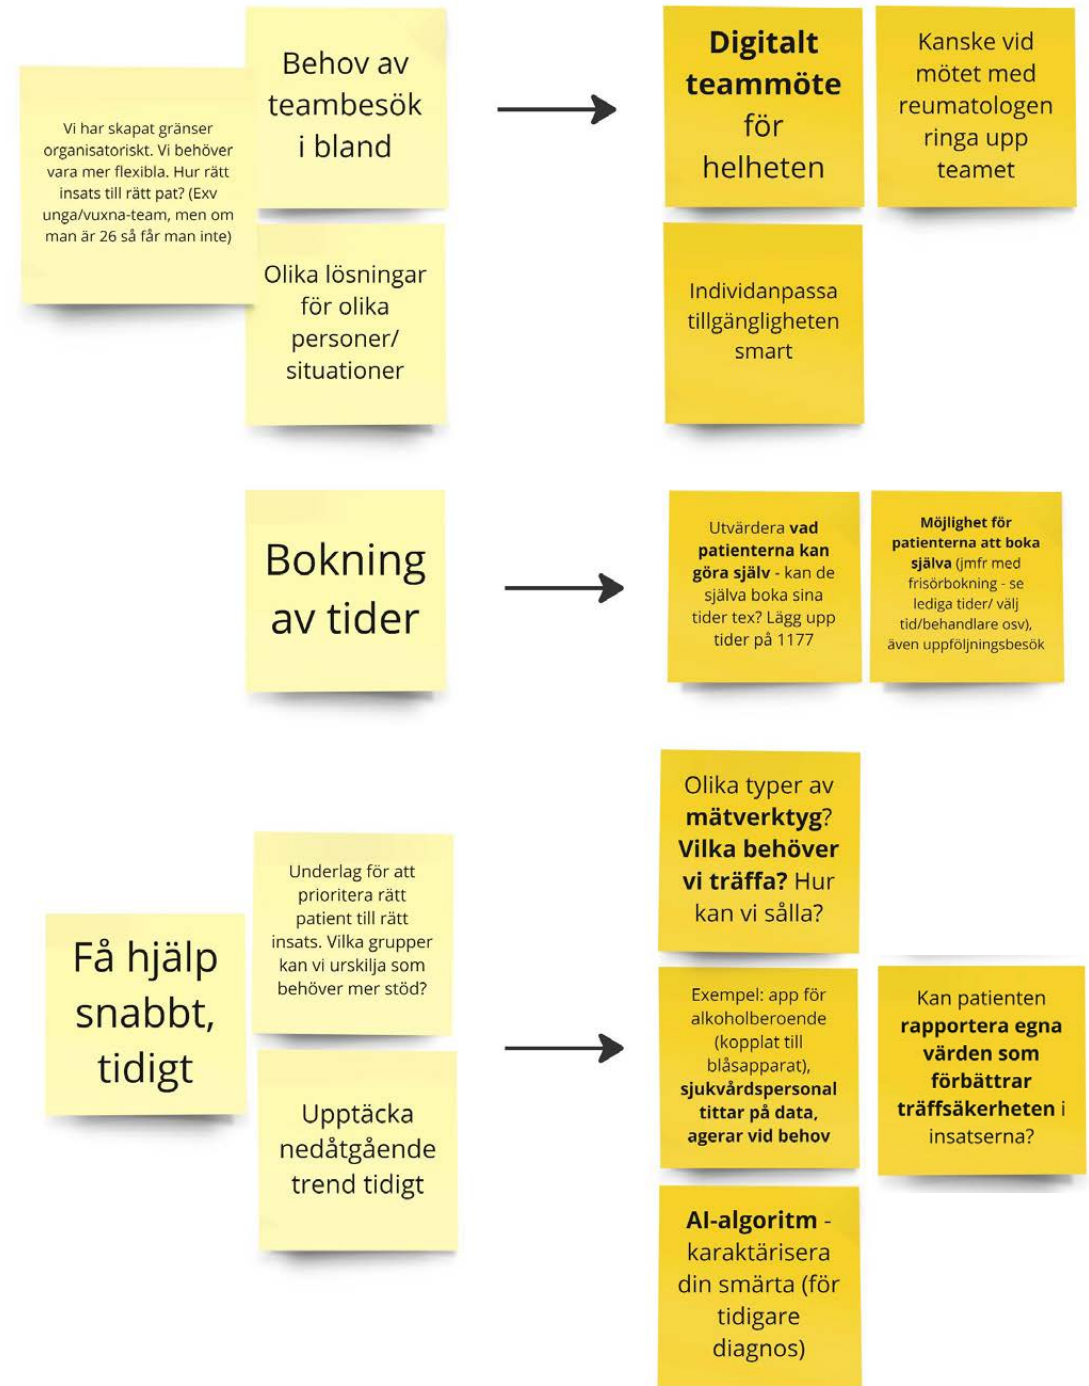 Vi har skapat gränser
organisatoriskt. Vi behöver
vara mer flexibla. Hur rätt
insats till rätt pat? (Exv
unga/vuxna-team, men om
man är 26 så får man inte)
Behov av
teambesök
i bland
Olika lösningar
för olika
personer/
situationer
Digitalt
teammöte
för
helheten
Kanske vid
mötet med
reumatologen
ringa upp
teamet
Individanpassa
tillgängligheten
smart
Bokning
av tider
Utvärdera vad
patienterna kan
göra själv - kan de
själva boka sina
tider tex? Lägg upp
tider på 1177
Möjlighet för
patienterna att boka
själva (jmfr med
frisörbokning - se
lediga tider/ välj
tid/behandlare osv),
även uppföljningsbesök
Få hjälp
snabbt,
tidigt
Underlag för att
prioritera rätt
patient till rätt
insats. Vilka grupper
kan vi urskilja som
behöver mer stöd?
Upptäcka
nedåtgående
trend tidigt
Olika typer av
mätverktyg?
Vilka behöver
vi träffa? Hur
kan vi sålla?
Exempel: app för
alkoholberoende
(kopplat till
blåsapparat),
sjukvårdspersonal
tittar på data,
agerar vid behov
Kan patienten
rapportera egna
värden som
förbättrar
träffsäkerheten i
insatserna?
AI-algoritm -
karaktärisera
din smärta (för
tidigare
diagnos)